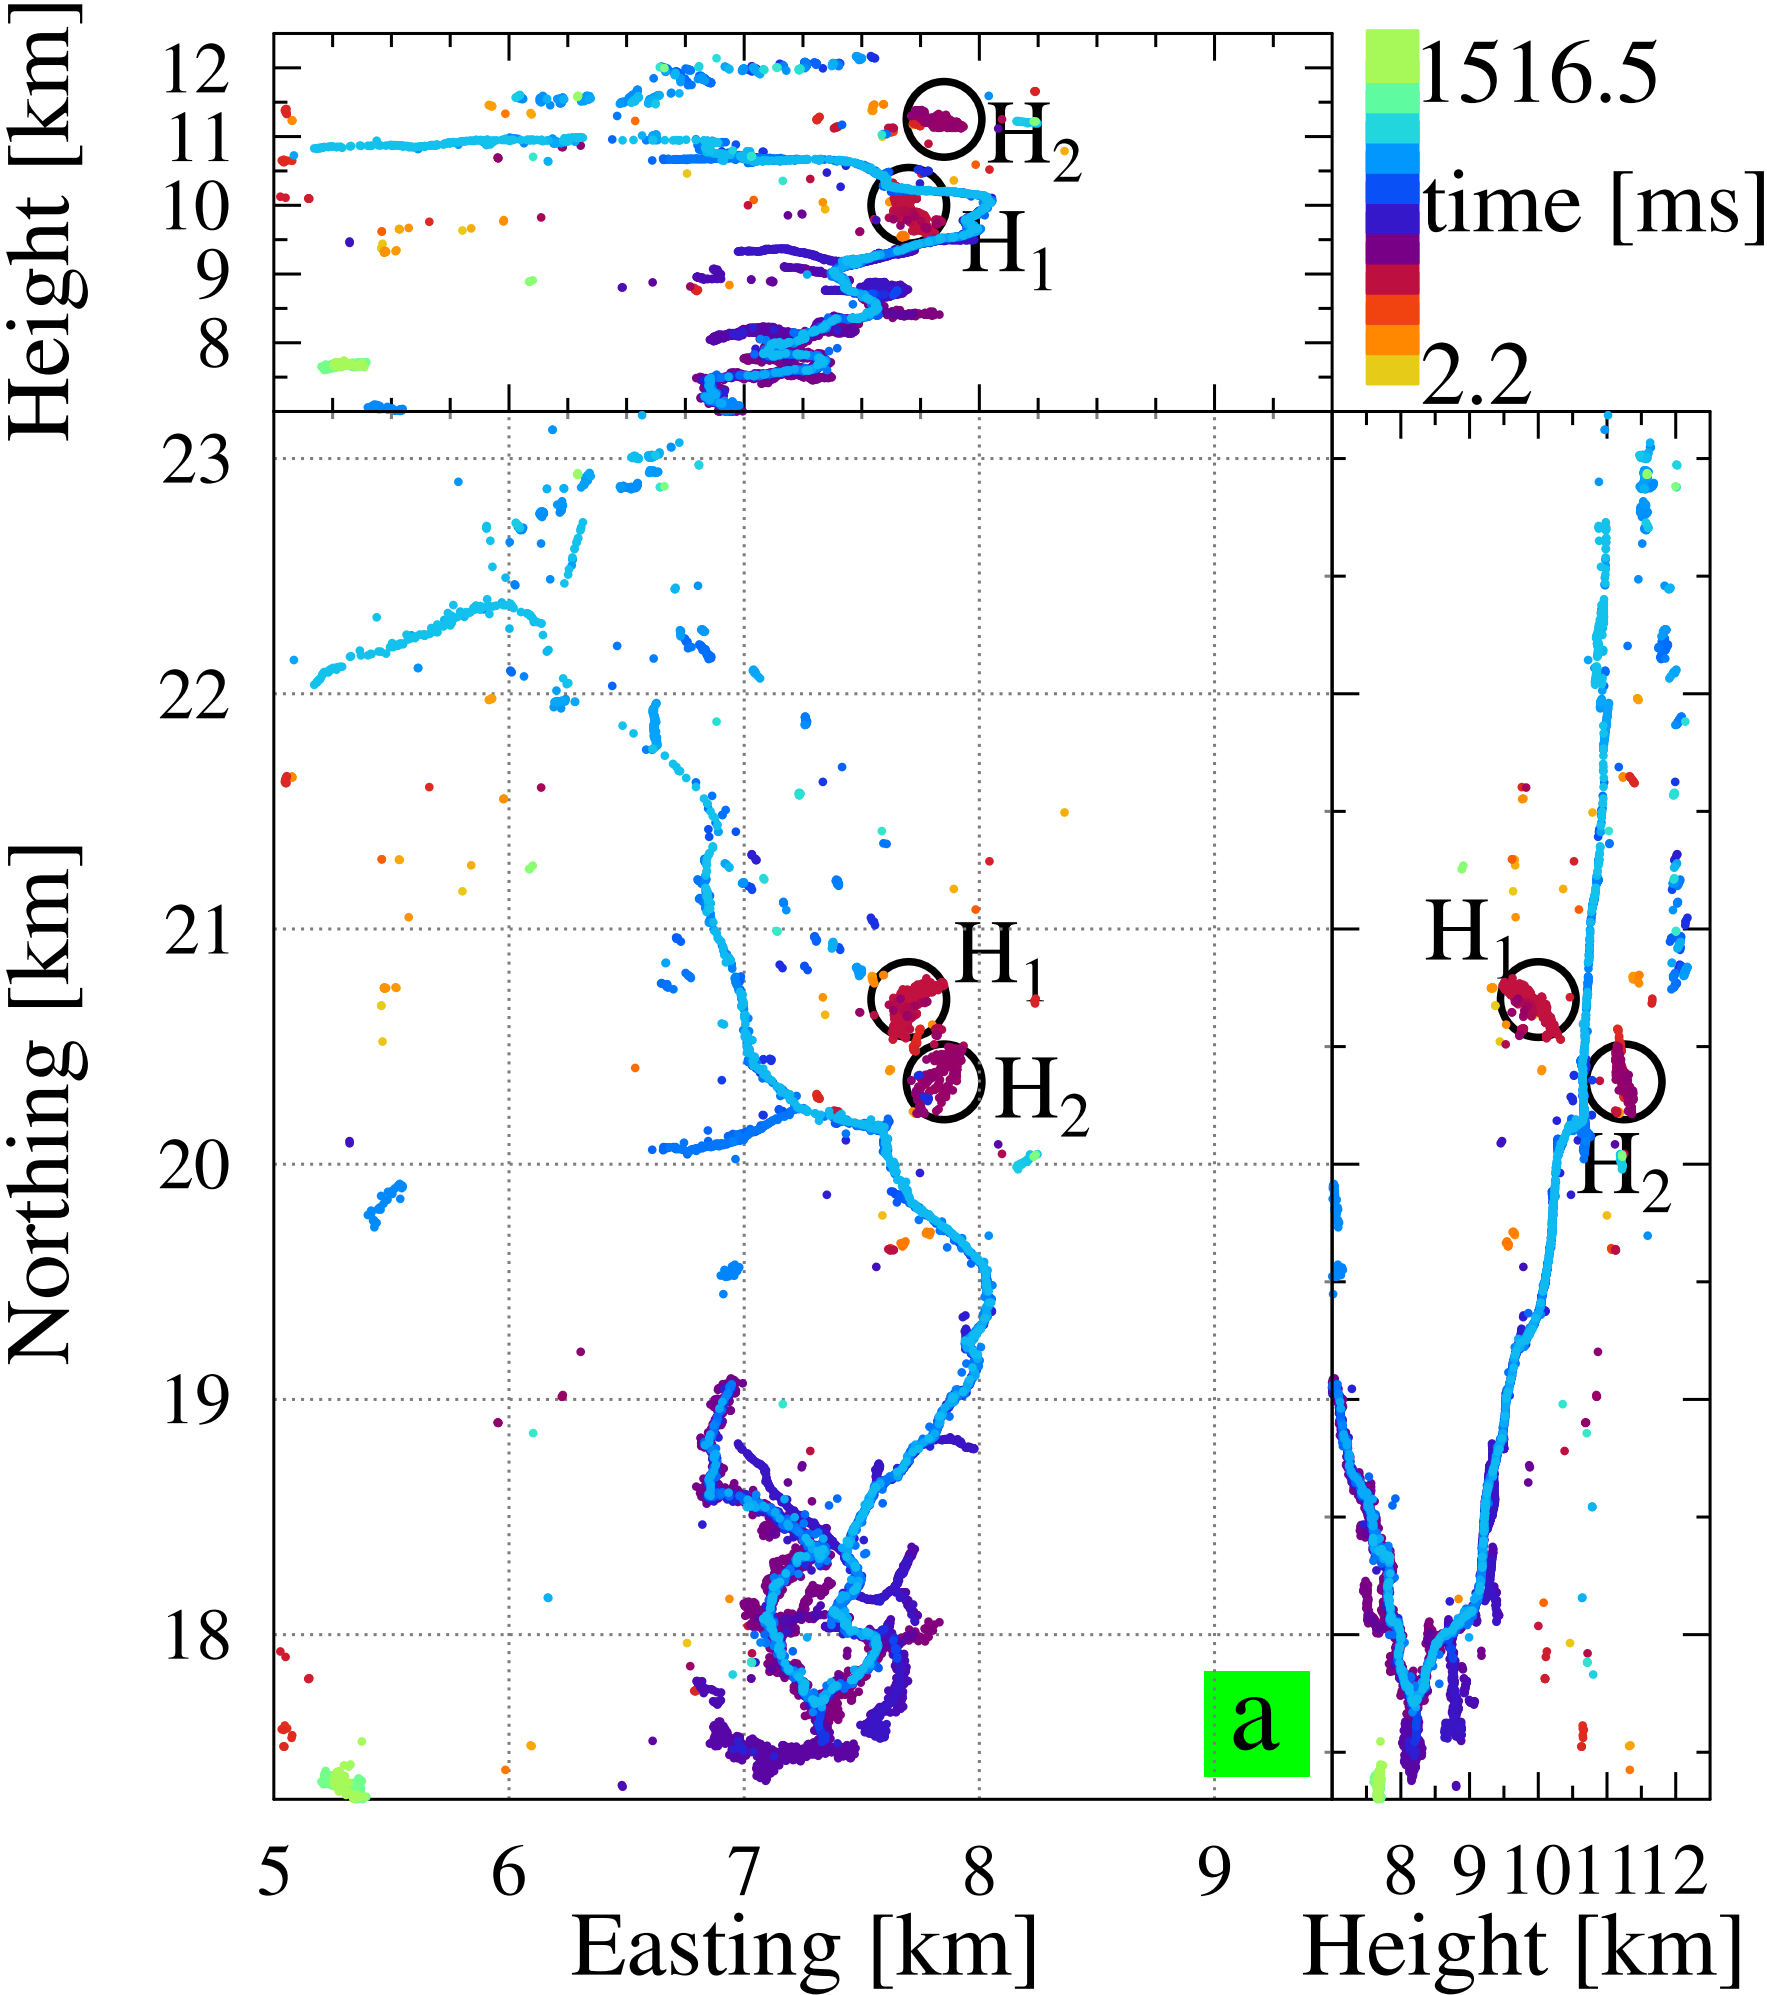 Height [km]
12
11
10
9
8
H2
H1
1516.5
time [ms]
2.2
Northing [km]
23
22
21
20
19
18
H1
H2
H1
H2
a
5 6 7 8 9
8 9 10 11 12
Easting [km]
Height [km]